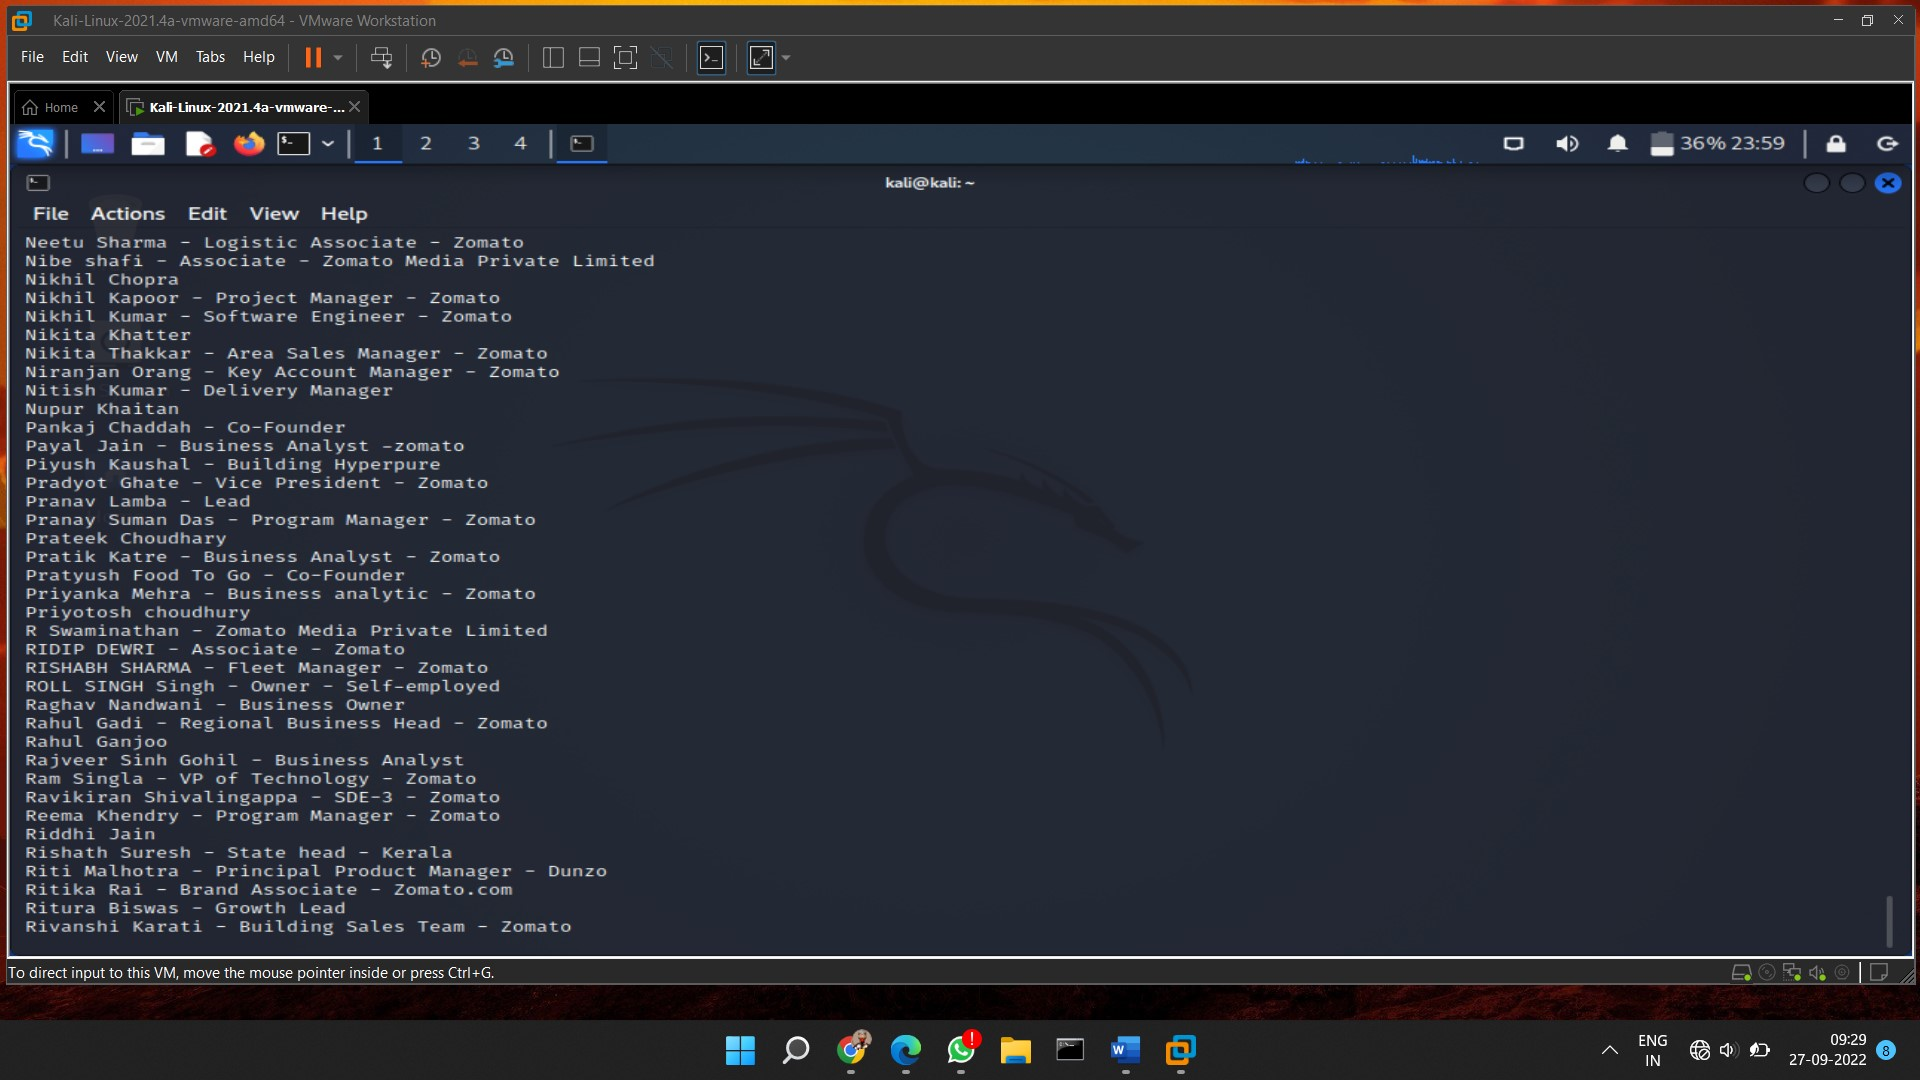 Kali-Linux-2021.4a-vmware-amd64 - VMware Workstation
File Edit View VM Tabs Help
Home
Kali-Linux-2021.4a-vmware-...
1 2 3 4
36% 23:59
kali@kali: ~
File Actions Edit View Help
Neetu Sharma - Logistic Associate - Zomato
Nibe shafi - Associate - Zomato Media Private Limited
Nikhil Chopra
Nikhil Kapoor - Project Manager - Zomato
Nikhil Kumar - Software Engineer - Zomato
Nikita Khatter
Nikita Thakkar - Area Sales Manager - Zomato
Niranjan Orang - Key Account Manager - Zomato
Nitish Kumar - Delivery Manager
Nupur Khaitan
Pankaj Chaddah - Co-Founder
Payal Jain - Business Analyst -zomato
Piyush Kaushal - Building Hyperpure
Pradyot Ghate - Vice President - Zomato
Pranav Lamba - Lead
Pranay Suman Das - Program Manager - Zomato
Prateek Choudhary
Pratik Katre - Business Analyst - Zomato
Pratyush Food To Go - Co-Founder
Priyanka Mehra - Business analytic - Zomato
Priyotosh choudhury
R Swaminathan - Zomato Media Private Limited
RIDIP DEWRI - Associate - Zomato
RISHABH SHARMA - Fleet Manager - Zomato
ROLL SINGH Singh - Owner - Self-employed
Raghav Nandwani - Business Owner
Rahul Gadi - Regional Business Head - Zomato
Rahul Ganjoo
Rajveer Sinh Gohil - Business Analyst
Ram Singla - VP of Technology - Zomato
Ravikiran Shivalingappa - SDE-3 - Zomato
Reema Khendry - Program Manager - Zomato
Riddhi Jain
Rishath Suresh - State head - Kerala
Riti Malhotra - Principal Product Manager - Dunzo
Ritika Rai - Brand Associate - Zomato.com
Ritura Biswas - Growth Lead
Rivanshi Karati - Building Sales Team - Zomato
To direct input to this VM, move the mouse pointer inside or press Ctrl+G.
ENG
IN
09:29
27-09-2022
8